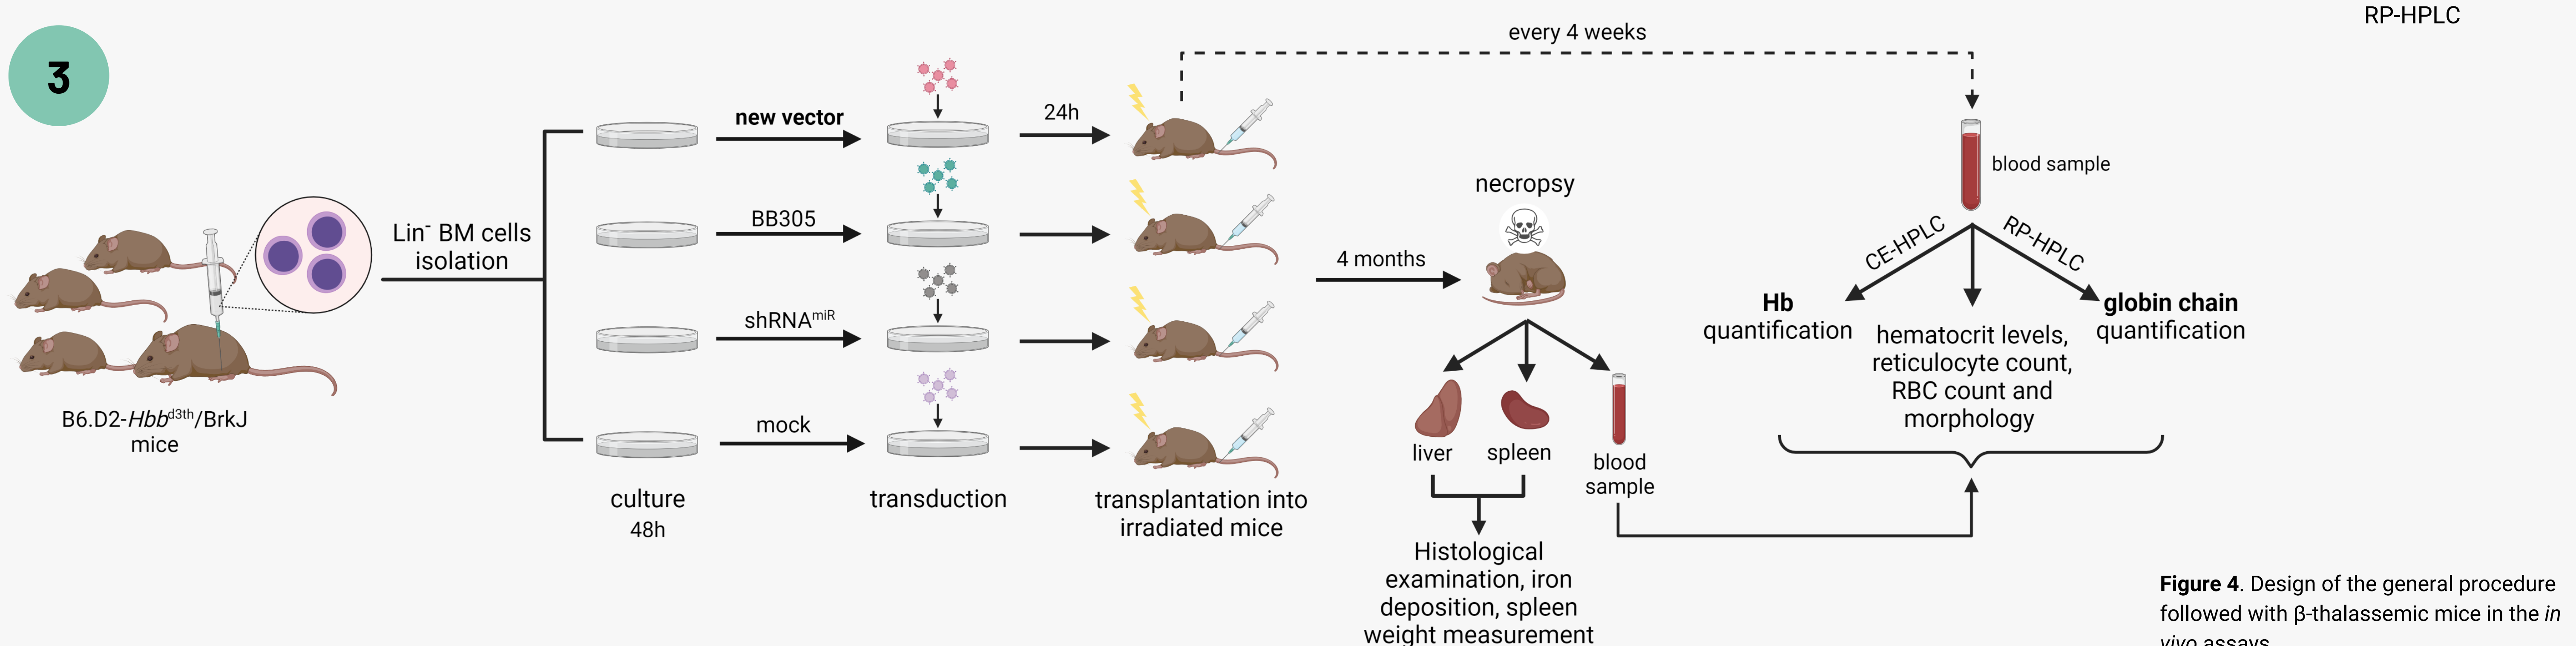 RP-HPLC
3
every 4 weeks
new vector
24h
blood sample
necropsy
BB305
Lin⁻ BM cells
isolation
CE-HPLC
RP-HPLC
4 months
Hb
quantification
globin chain
quantification
shRNAᵐⁱᴿ
hematocrit levels,
reticulocyte count,
RBC count and
morphology
B6.D2-Hbbᵈ³ᵗʰ/BrkJ
mice
mock
liver
spleen
blood
sample
culture
48h
transduction
transplantation into
irradiated mice
Histological
examination, iron
deposition, spleen
weight measurement
Figure 4. Design of the general procedure
followed with β-thalassemic mice in the in
vivo assays